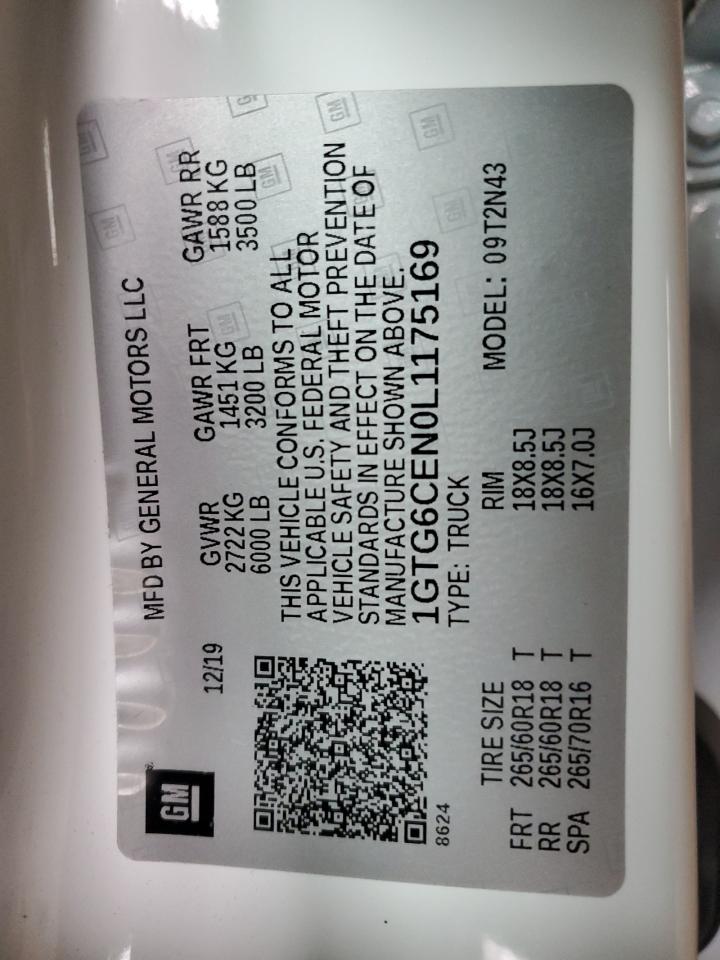 GM
MFD BY GENERAL MOTORS LLC
12/19
GVWR GAWR FRT GAWR RR
2722 KG 1451 KG 1588 KG
6000 LB 3200 LB 3500 LB
THIS VEHICLE CONFORMS TO ALL
APPLICABLE U.S. FEDERAL MOTOR
VEHICLE SAFETY AND THEFT PREVENTION
STANDARDS IN EFFECT ON THE DATE OF
MANUFACTURE SHOWN ABOVE.
1GTG6CEN0L1175169
TYPE: TRUCK
8624
MODEL: 09T2N43
TIRE SIZE RIM
FRT 265/60R18 T 18X8.5J
RR 265/60R18 T 18X8.5J
SPA 265/70R16 T 16X7.0J